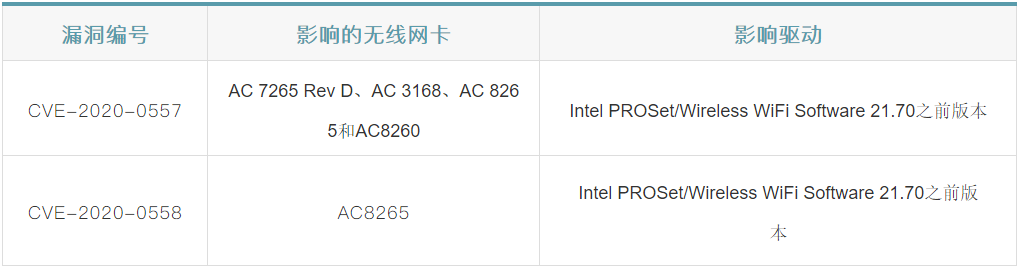 漏洞编号 影响的无线网卡 影响驱动
CVE-2020-0557
AC 7265 Rev D、AC 3168、AC 826
5和AC8260
Intel PROSet/Wireless WiFi Software 21.70之前版本
CVE-2020-0558
AC8265
Intel PROSet/Wireless WiFi Software 21.70之前版
本